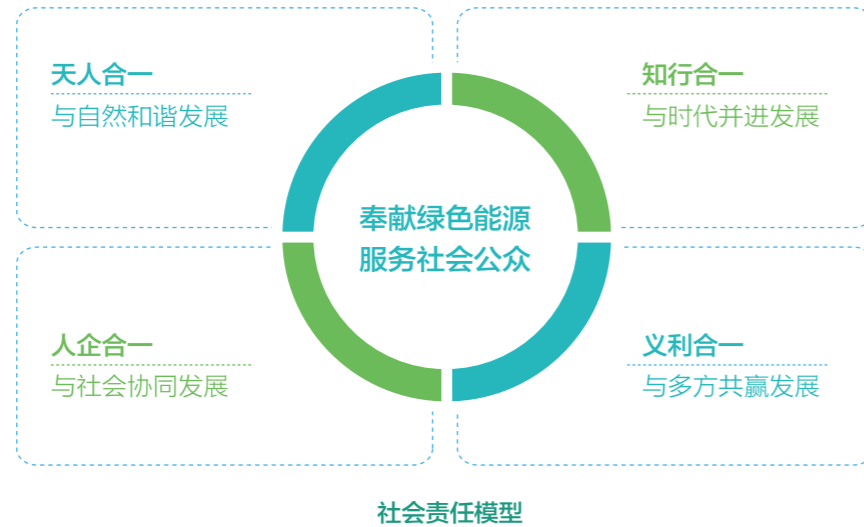 天人合一
与自然和谐发展
知行合一
与时代并进发展
奉献绿色能源
服务社会公众
人企合一
与社会协同发展
义利合一
与多方共赢发展
社会责任模型